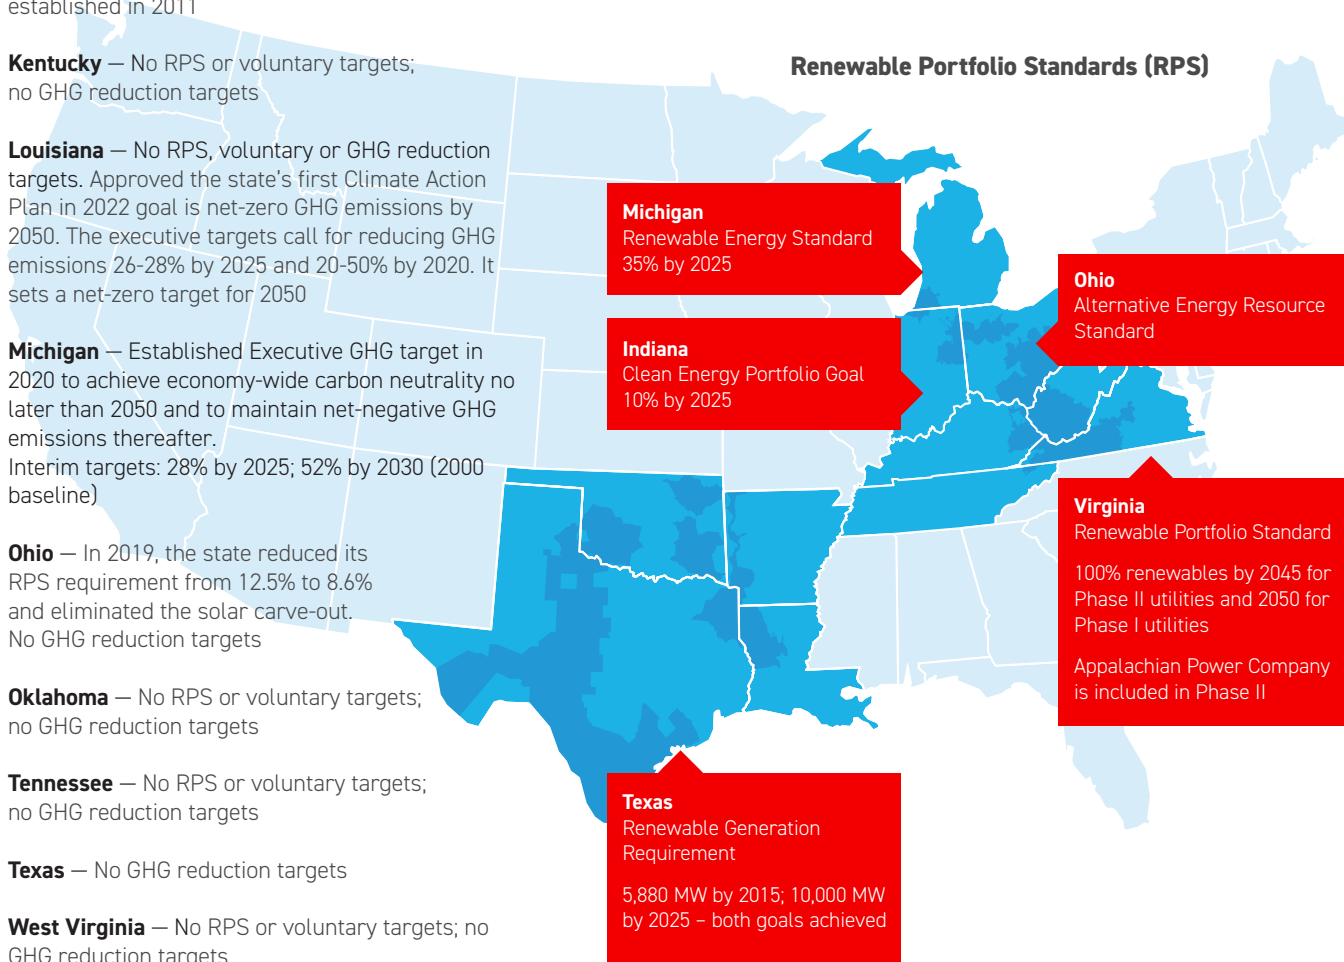 established in 2011
Kentucky — No RPS or voluntary targets;
no GHG reduction targets
Louisiana — No RPS, voluntary or GHG reduction
targets. Approved the state's first Climate Action
Plan in 2022 goal is net-zero GHG emissions by
2050. The executive targets call for reducing GHG
emissions 26-28% by 2025 and 20-50% by 2020. It
sets a net-zero target for 2050
Michigan — Established Executive GHG target in
2020 to achieve economy-wide carbon neutrality no
later than 2050 and to maintain net-negative GHG
emissions thereafter.
Interim targets: 28% by 2025; 52% by 2030 (2000
baseline)
Ohio — In 2019, the state reduced its
RPS requirement from 12.5% to 8.6%
and eliminated the solar carve-out.
No GHG reduction targets
Oklahoma — No RPS or voluntary targets;
no GHG reduction targets
Tennessee — No RPS or voluntary targets;
no GHG reduction targets
Texas — No GHG reduction targets
West Virginia — No RPS or voluntary targets; no
GHG reduction targets
Renewable Portfolio Standards (RPS)
Michigan
Renewable Energy Standard
35% by 2025
Indiana
Clean Energy Portfolio Goal
10% by 2025
Ohio
Alternative Energy Resource
Standard
Virginia
Renewable Portfolio Standard
100% renewables by 2045 for
Phase II utilities and 2050 for
Phase I utilities
Appalachian Power Company
is included in Phase II
Texas
Renewable Generation
Requirement
5,880 MW by 2015; 10,000 MW
by 2025 – both goals achieved